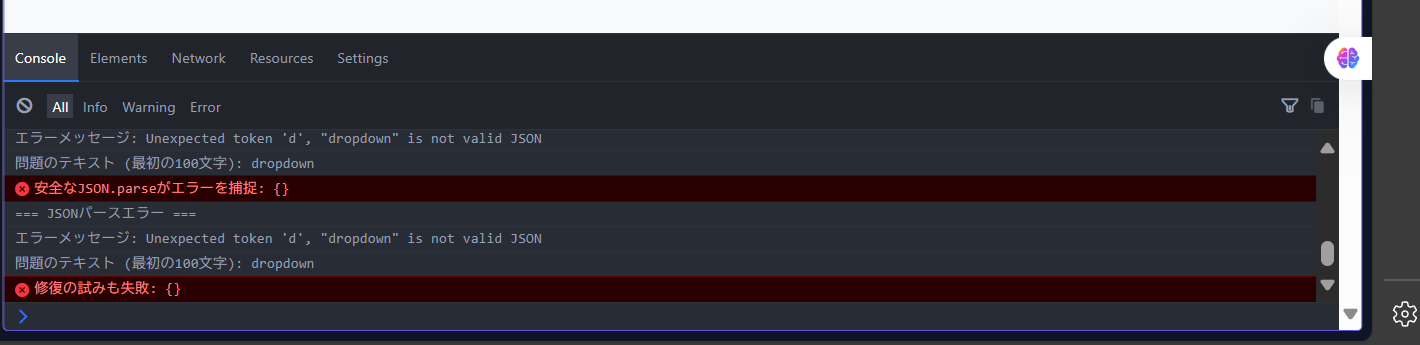 Console Elements Network Resources Settings
All Info Warning Error
エラーメッセージ: Unexpected token 'd', "dropdown" is not valid JSON
問題のテキスト (最初の100文字): dropdown
安全なJSON.parseがエラーを捕捉: {}
=== JSONパースエラー ===
エラーメッセージ: Unexpected token 'd', "dropdown" is not valid JSON
問題のテキスト (最初の100文字): dropdown
修復の試みも失敗: {}